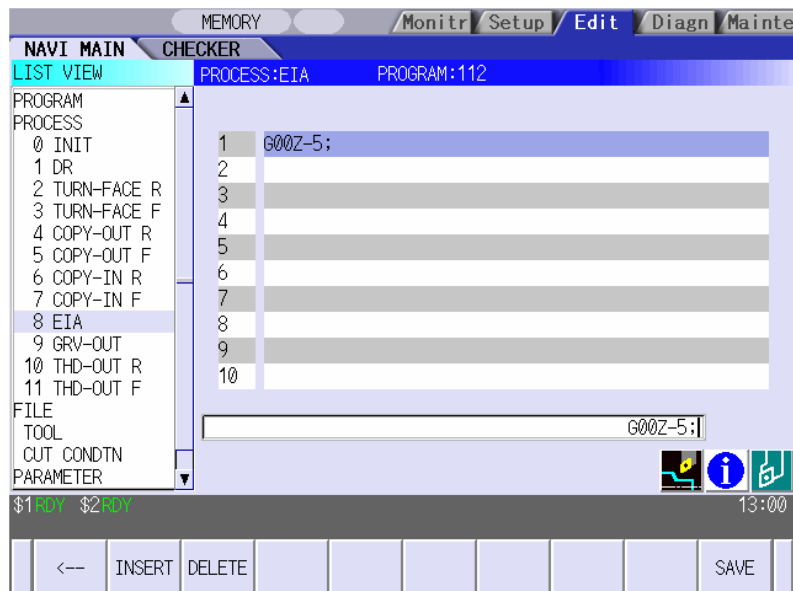 MEMORY
Monitr Setup Edit Diagn Mainte
NAVI MAIN CHECKER
LIST VIEW
PROCESS:EIA PROGRAM:112
PROGRAM
PROCESS
0 INIT
1 DR
2 TURN-FACE R
3 TURN-FACE F
4 COPY-OUT R
5 COPY-OUT F
6 COPY-IN R
7 COPY-IN F
8 EIA
9 GRV-OUT
10 THD-OUT R
11 THD-OUT F
FILE
TOOL
CUT CONDTN
PARAMETER
1 G00Z-5;
2
3
4
5
6
7
8
9
10
G00Z-5;
$1RDY $2RDY 13:00
<-- INSERT DELETE SAVE